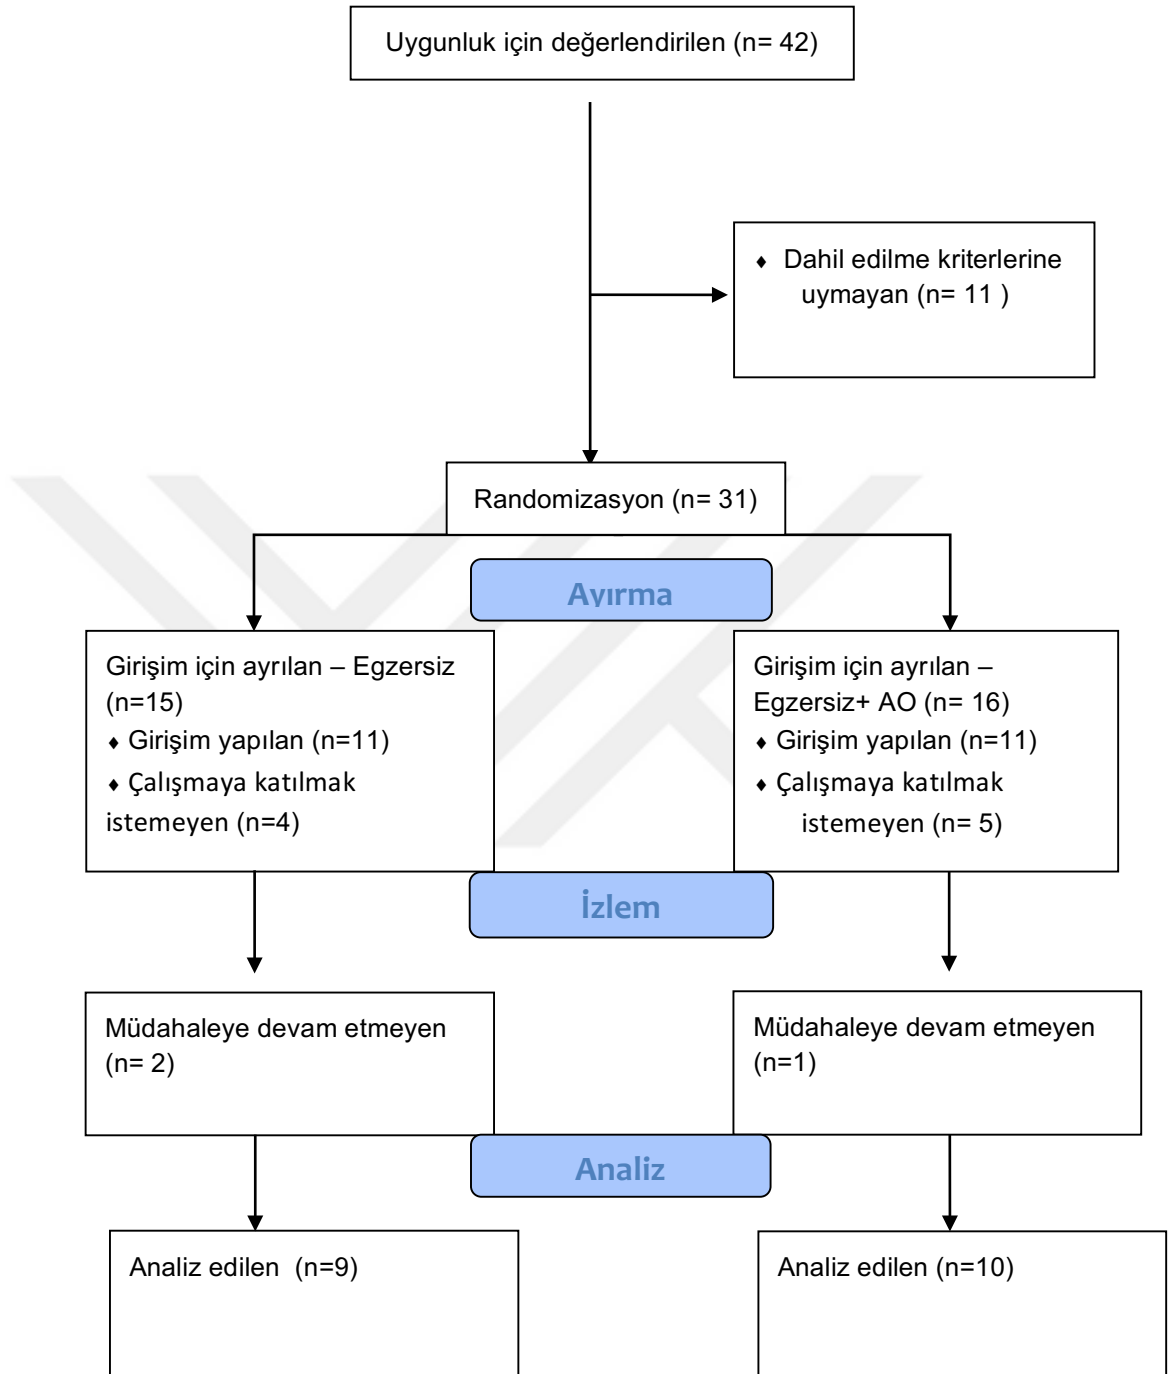 Uygunluk için değerlendirilen (n= 42)
♦ Dahil edilme kriterlerine
uymayan (n= 11 )
Randomizasyon (n= 31)
Ayırma
Girişim için ayrılan – Egzersiz
(n=15)
♦ Girişim yapılan (n=11)
♦ Çalışmaya katılmak
istemeyen (n=4)
Girişim için ayrılan –
Egzersiz+ AO (n= 16)
♦ Girişim yapılan (n=11)
♦ Çalışmaya katılmak
istemeyen (n= 5)
İzlem
Müdahaleye devam etmeyen
(n= 2)
Müdahaleye devam etmeyen
(n=1)
Analiz
Analiz edilen  (n=9)
Analiz edilen (n=10)